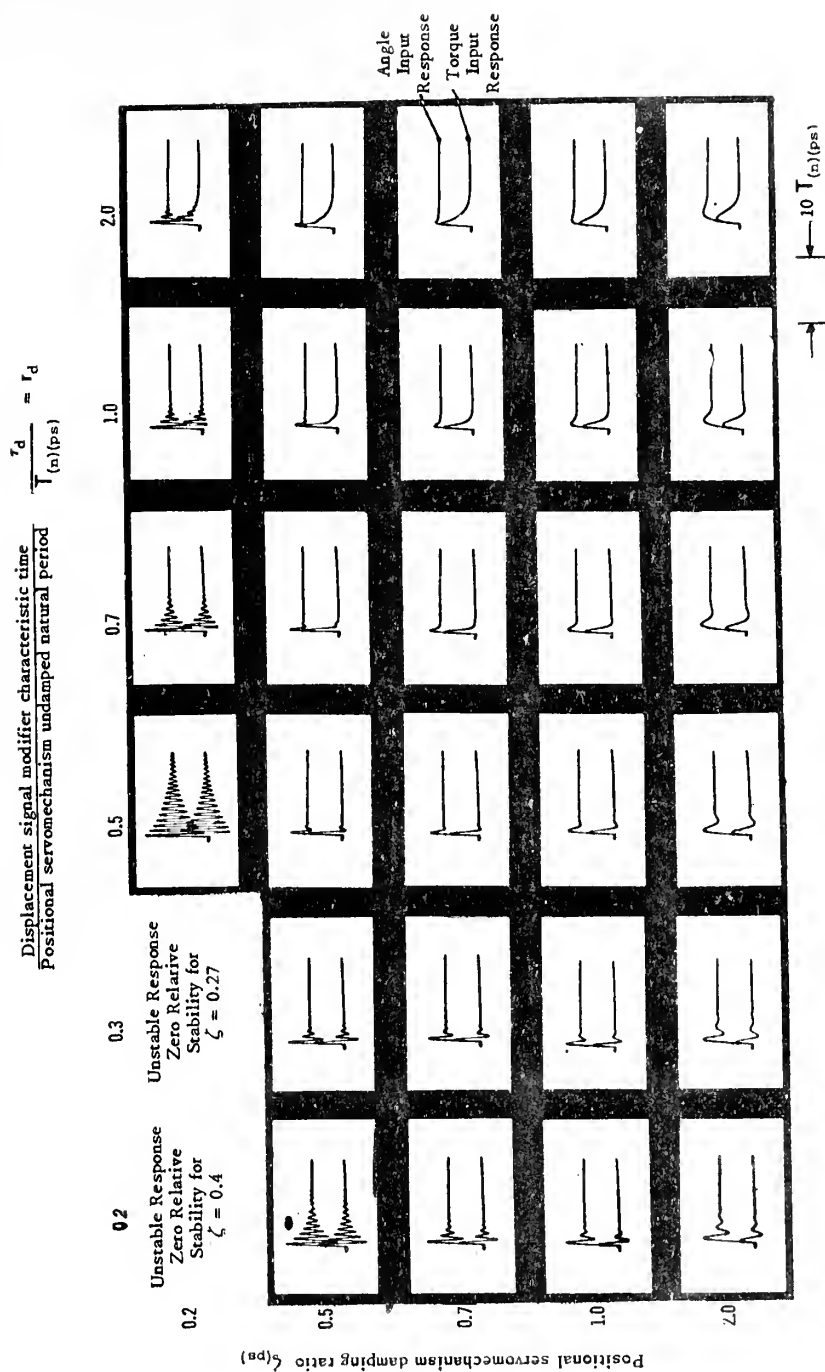 Displacement signal modifier characteristic time
Positional servomechanism undamped natural period
τd
T(n)(ps)
= rd
0.2
0.3
0.5
0.7
1.0
2.0
Unstable Response
Zero Relative
Stability for
ζ = 0.4
Unstable Response
Zero Relative
Stability for
ζ = 0.27
Angle
Input
Response
Torque
Input
Response
Positional servomechanism damping ratio ζ(ps)
0.2
0.5
0.7
1.0
2.0
10 T(n)(ps)